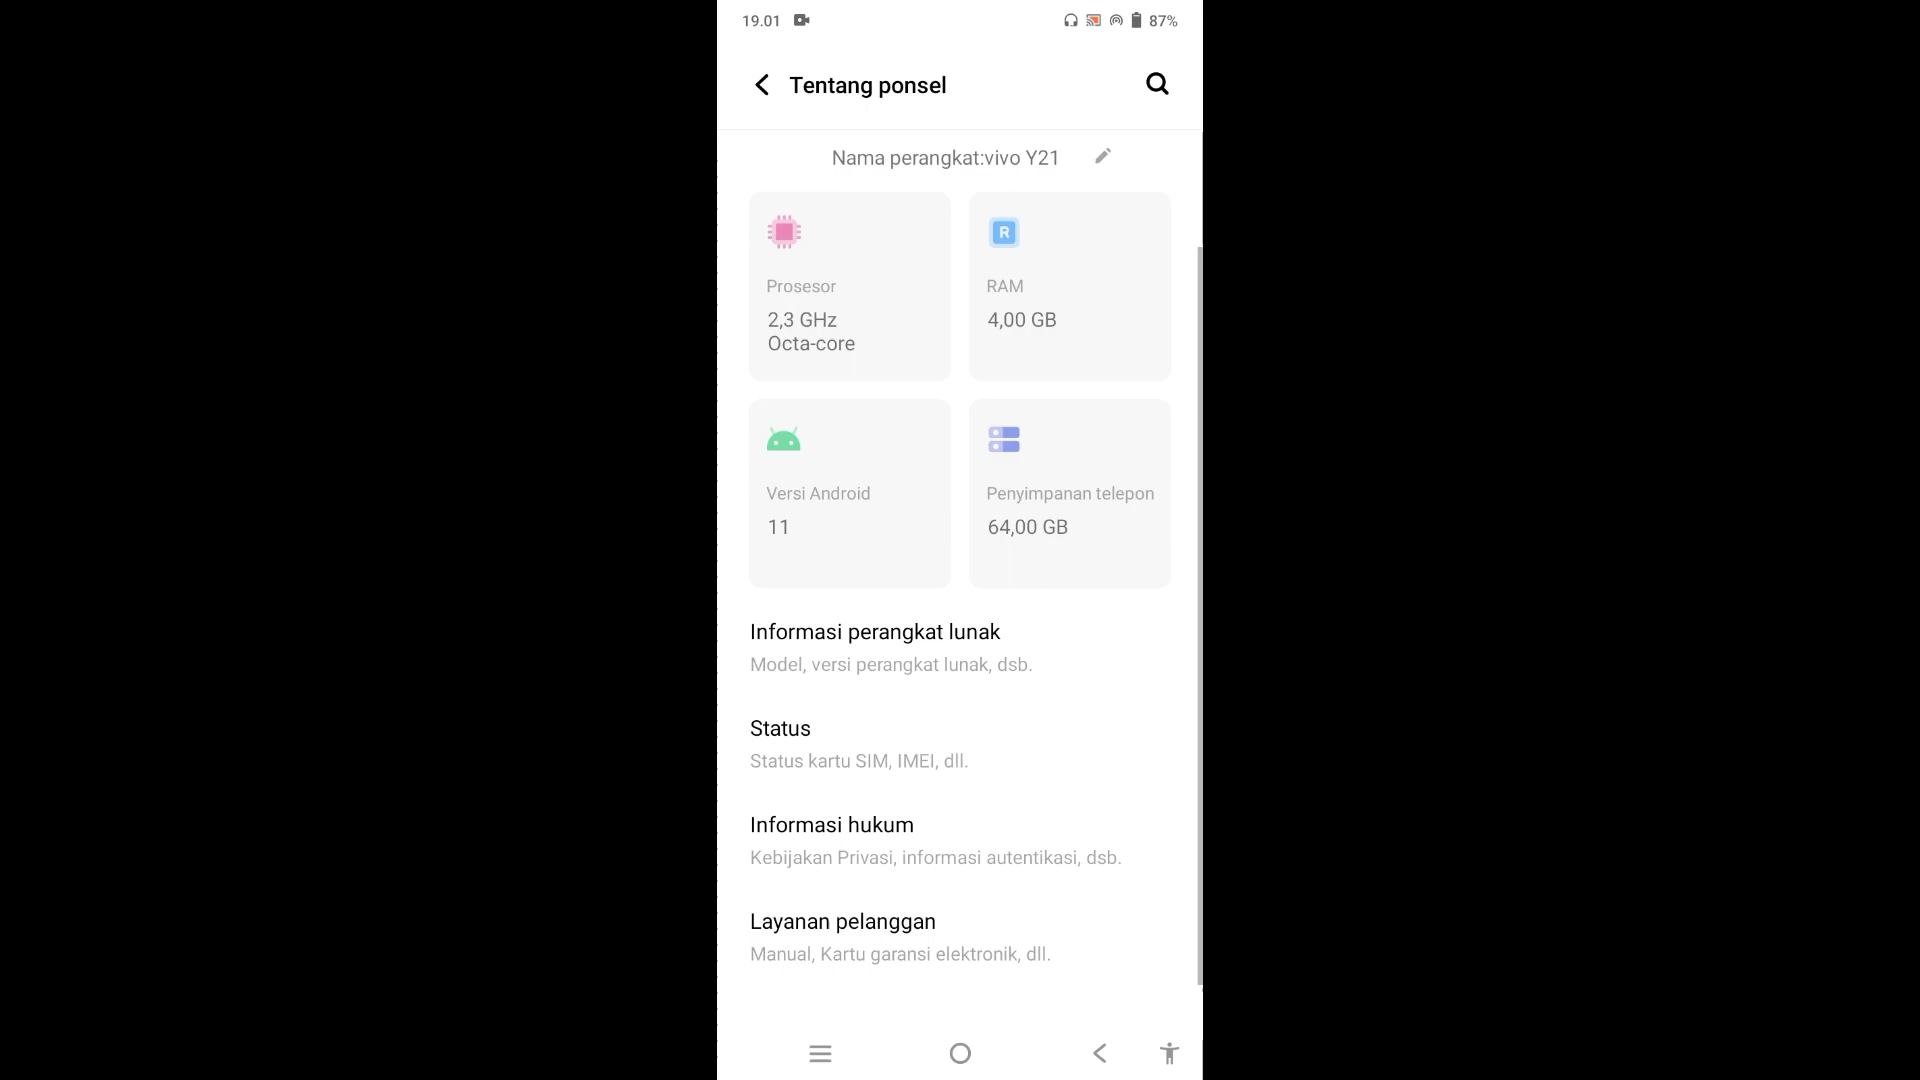 19.01
87%
Tentang ponsel
Nama perangkat:vivo Y21
Prosesor
2,3 GHz
Octa-core
R
RAM
4,00 GB
Versi Android
11
Penyimpanan telepon
64,00 GB
Informasi perangkat lunak
Model, versi perangkat lunak, dsb.
Status
Status kartu SIM, IMEI, dll.
Informasi hukum
Kebijakan Privasi, informasi autentikasi, dsb.
Layanan pelanggan
Manual, Kartu garansi elektronik, dll.